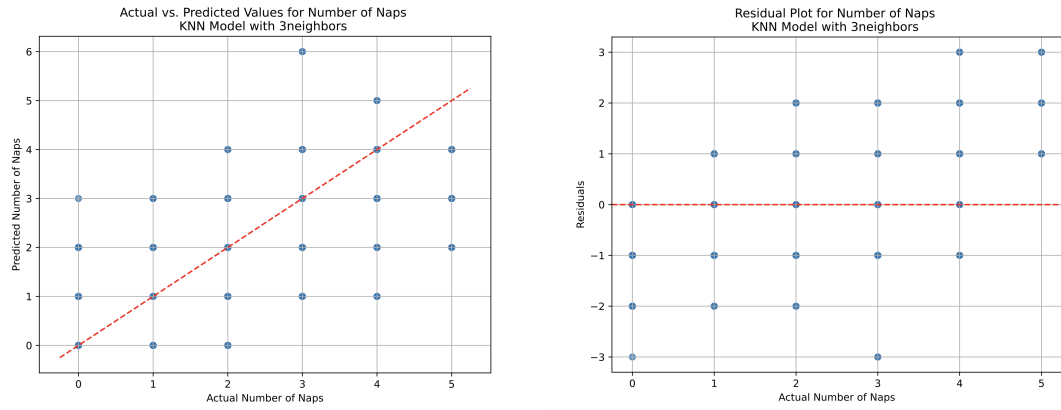 Actual vs. Predicted Values for Number of Naps
KNN Model with 3neighbors
6
5
4
3
2
1
0
Predicted Number of Naps
0 1 2 3 4 5
Actual Number of Naps
Residual Plot for Number of Naps
KNN Model with 3neighbors
3
2
1
0
−1
−2
−3
Residuals
0 1 2 3 4 5
Actual Number of Naps